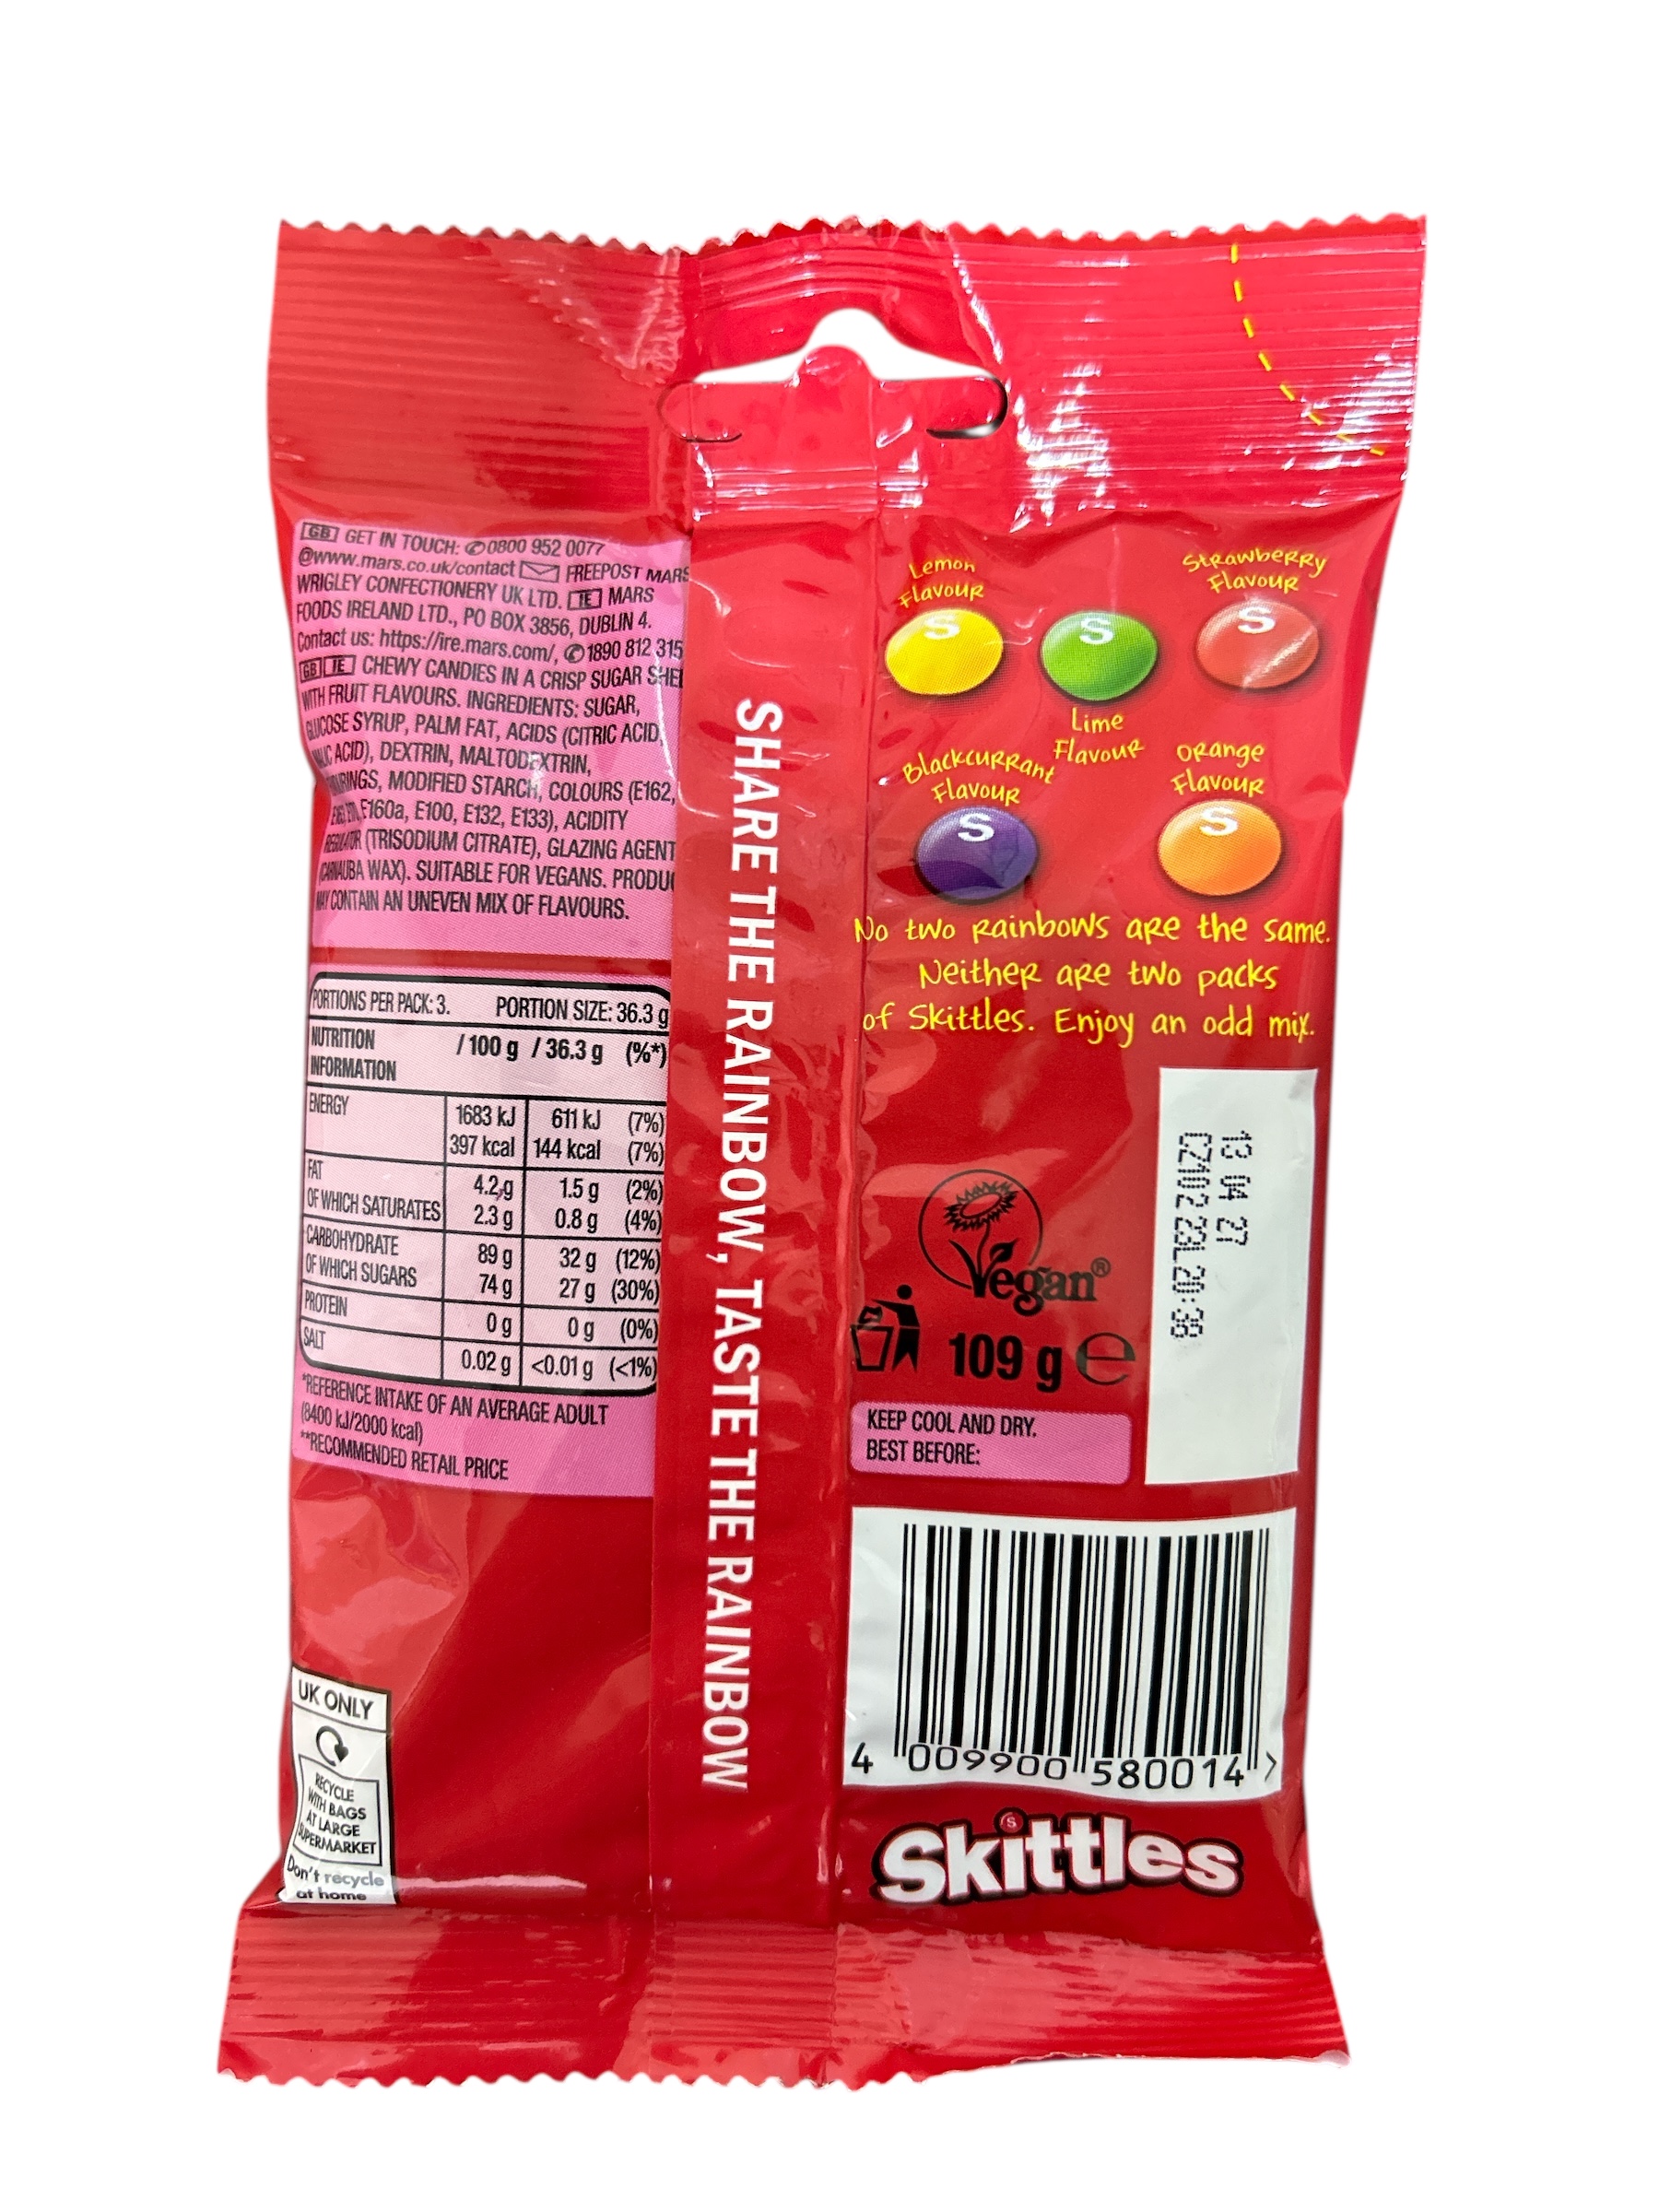 GB GET IN TOUCH: 0800 952 0077
@www.mars.co.uk/contact FREEPOST MARS
WRIGLEY CONFECTIONERY UK LTD. IE MARS
FOODS IRELAND LTD., PO BOX 3856, DUBLIN 4.
Contact us: https://ire.mars.com/, 1890 812 315
GB IE CHEWY CANDIES IN A CRISP SUGAR
WITH FRUIT FLAVOURS. INGREDIENTS: SUGAR,
GLUCOSE SYRUP, PALM FAT, ACIDS (CITRIC ACID,
ACID), DEXTRIN, MALTODEXTRIN,
MODIFIED STARCH, COLOURS (E162,
E160a, E100, E132, E133), ACIDITY
REGULATOR (TRISODIUM CITRATE), GLAZING AGENT
(CARNAUBA WAX). SUITABLE FOR VEGANS.
MAY CONTAIN AN UNEVEN MIX OF FLAVOURS.
PORTIONS PER PACK: 3. PORTION SIZE: 36.3 g
NUTRITION INFORMATION / 100 g / 36.3 g (%*)
ENERGY 1683 kJ 611 kJ (7%)
397 kcal 144 kcal (7%)
FAT 4.2 g 1.5 g (2%)
OF WHICH SATURATES 2.3 g 0.8 g (4%)
CARBOHYDRATE 89 g 32 g (12%)
OF WHICH SUGARS 74 g 27 g (30%)
PROTEIN 0 g 0 g (0%)
SALT 0.02 g <0.01 g (<1%)
*REFERENCE INTAKE OF AN AVERAGE ADULT
(8400 kJ/2000 kcal)
**RECOMMENDED RETAIL PRICE
UK ONLY
RECYCLE
WITH BAGS
AT LARGE
SUPERMARKET
Don't recycle
at home
SHARE THE RAINBOW, TASTE THE RAINBOW
Lemon
Flavour
S
Lime
Flavour
S
Strawberry
Flavour
S
Blackcurrant
Flavour
S
Orange
Flavour
S
No two rainbows are the same.
Neither are two packs
of Skittles. Enjoy an odd mix.
13 04 27
CZ102 23L 20:38
Vegan®
109 g e
KEEP COOL AND DRY.
BEST BEFORE:
4 009900 580014 >
Skittles